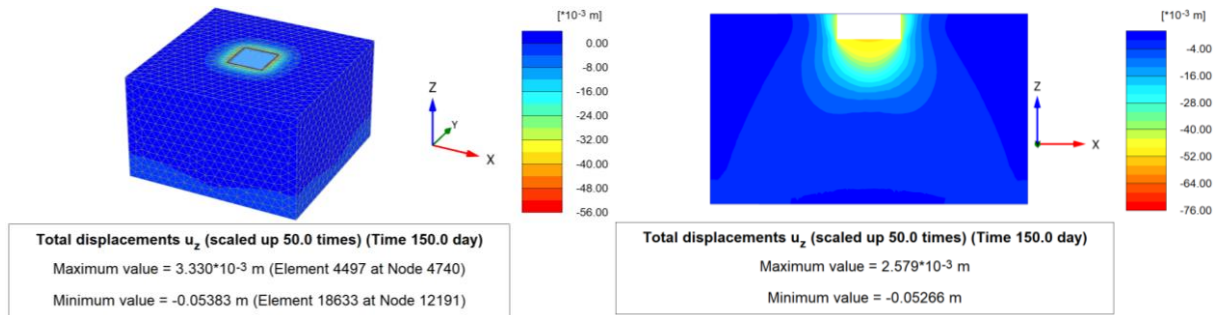 [*10⁻³ m]
0.00
-8.00
-16.00
-24.00
-32.00
-40.00
-48.00
-56.00
Z
Y
X
Total displacements u_z (scaled up 50.0 times) (Time 150.0 day)
Maximum value = 3.330*10⁻³ m (Element 4497 at Node 4740)
Minimum value = -0.05383 m (Element 18633 at Node 12191)
[*10⁻³ m]
-4.00
-16.00
-28.00
-40.00
-52.00
-64.00
-76.00
Z
X
Total displacements u_z (scaled up 50.0 times) (Time 150.0 day)
Maximum value = 2.579*10⁻³ m
Minimum value = -0.05266 m